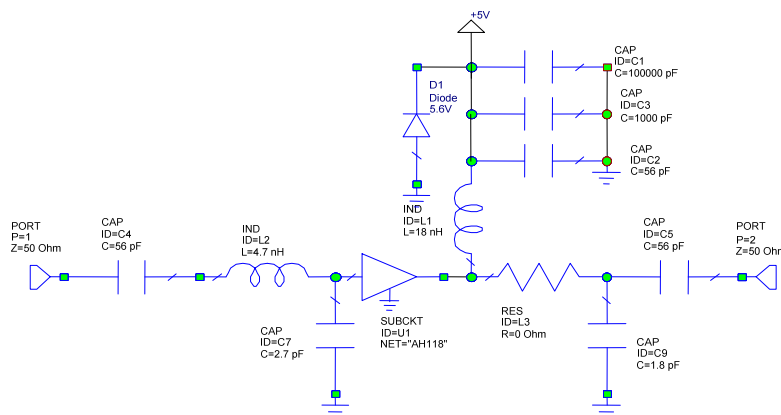 +5V
CAP
ID=C1
C=100000 pF
D1
Diode
5.6V
CAP
ID=C3
C=1000 pF
CAP
ID=C2
C=56 pF
IND
ID=L1
L=18 nH
PORT
P=1
Z=50 Ohm
CAP
ID=C4
C=56 pF
IND
ID=L2
L=4.7 nH
CAP
ID=C5
C=56 pF
PORT
P=2
Z=50 Ohm
CAP
ID=C7
C=2.7 pF
SUBCKT
ID=U1
NET="AH118"
RES
ID=L3
R=0 Ohm
CAP
ID=C9
C=1.8 pF